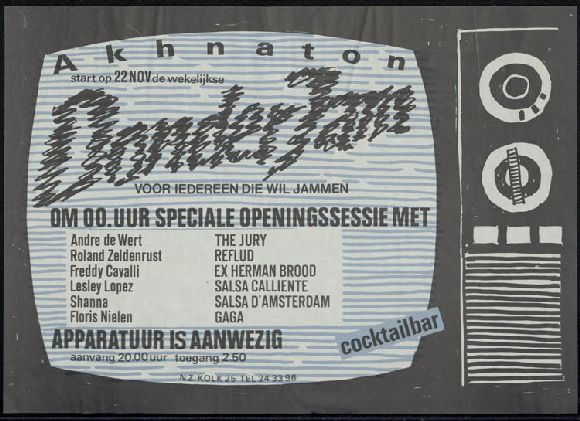 Akhnaton
start op 22 NOV de wekelijkse
DonderJam
VOOR IEDEREEN DIE WIL JAMMEN
OM 00.UUR SPECIALE OPENINGSSESSIE MET
Andre de Wert THE JURY
Roland Zeldenrust REFLUD
Freddy Cavalli EX HERMAN BROOD
Lesley Lopez SALSA CALLIENTE
Shanna SALSA D'AMSTERDAM
Floris Nielen GAGA
APPARATUUR IS AANWEZIG
cocktailbar
aanvang 20.00 uur toegang 2.50
N.Z. KOLK 25 TEL 24 33 96